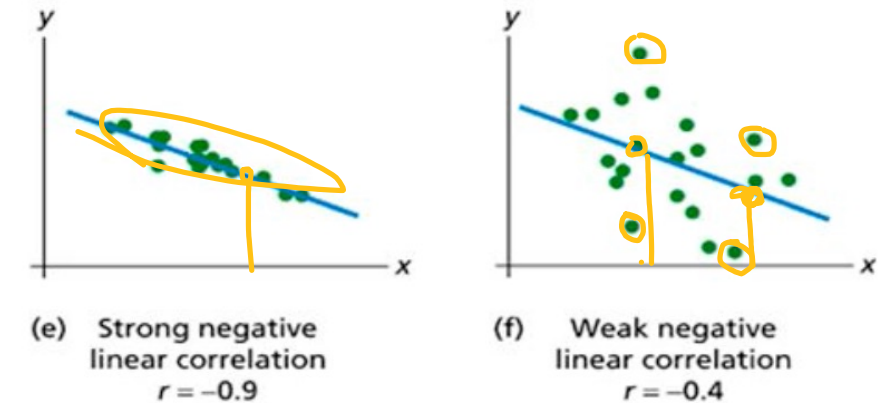 y
y
x
x
(e) Strong negative
linear correlation
r = −0.9
(f) Weak negative
linear correlation
r = −0.4